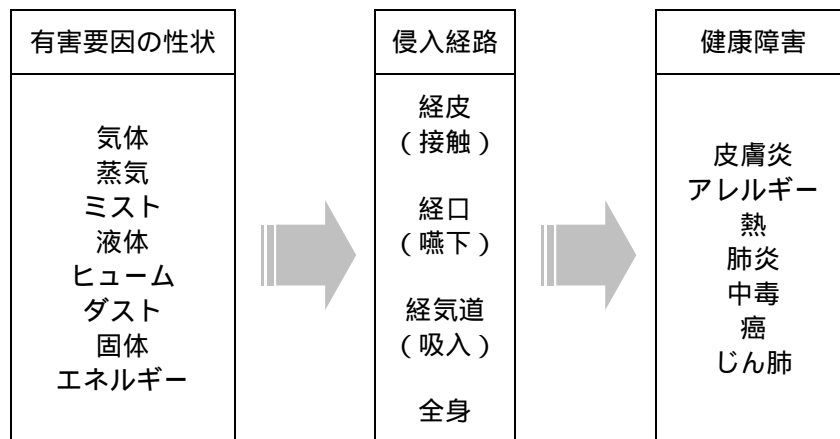 有害要因の性状
気体
蒸気
ミスト
液体
ヒューム
ダスト
固体
エネルギー
侵入経路
経皮
(接触)
経口
(嚥下)
経気道
(吸入)
全身
健康障害
皮膚炎
アレルギー
熱
肺炎
中毒
癌
じん肺